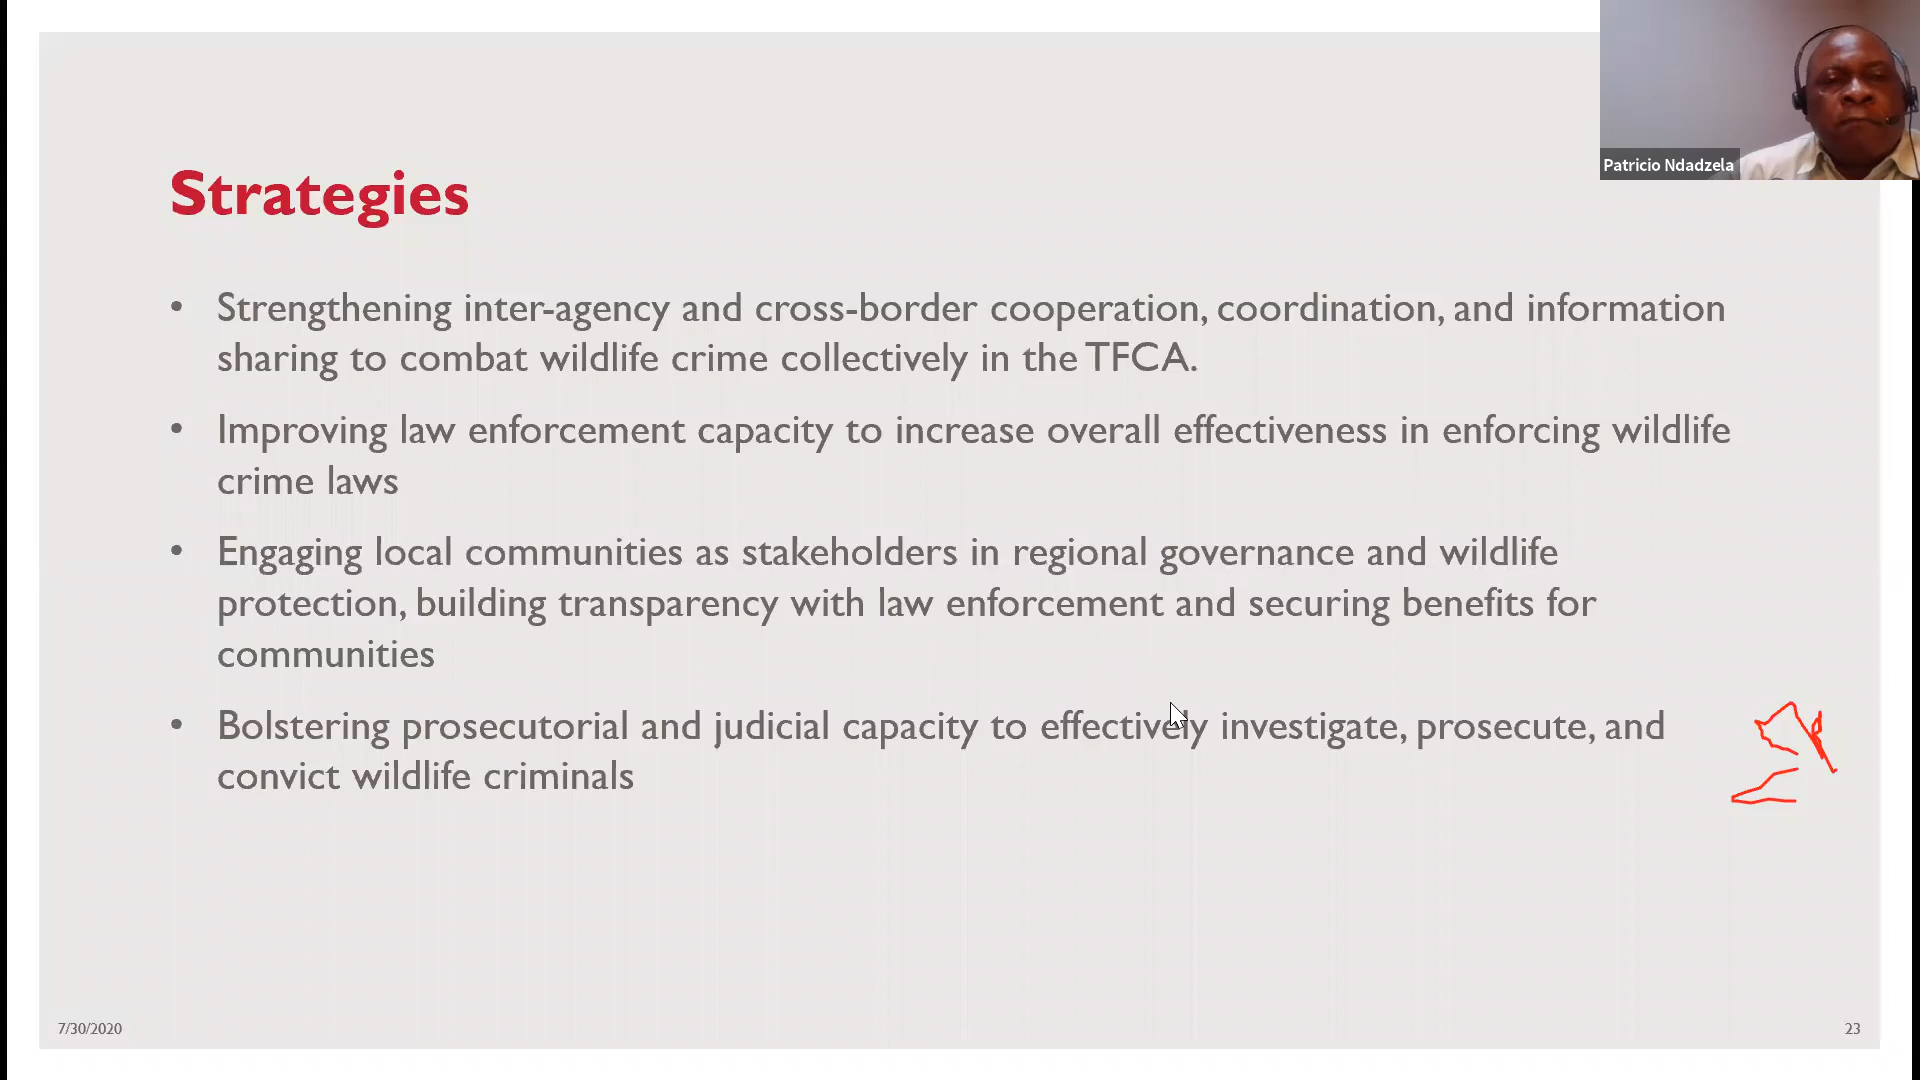 Patricio Ndadzela
Strategies
• Strengthening inter-agency and cross-border cooperation, coordination, and information
sharing to combat wildlife crime collectively in the TFCA.
• Improving law enforcement capacity to increase overall effectiveness in enforcing wildlife
crime laws
• Engaging local communities as stakeholders in regional governance and wildlife
protection, building transparency with law enforcement and securing benefits for
communities
• Bolstering prosecutorial and judicial capacity to effectively investigate, prosecute, and
convict wildlife criminals
7/30/2020
23